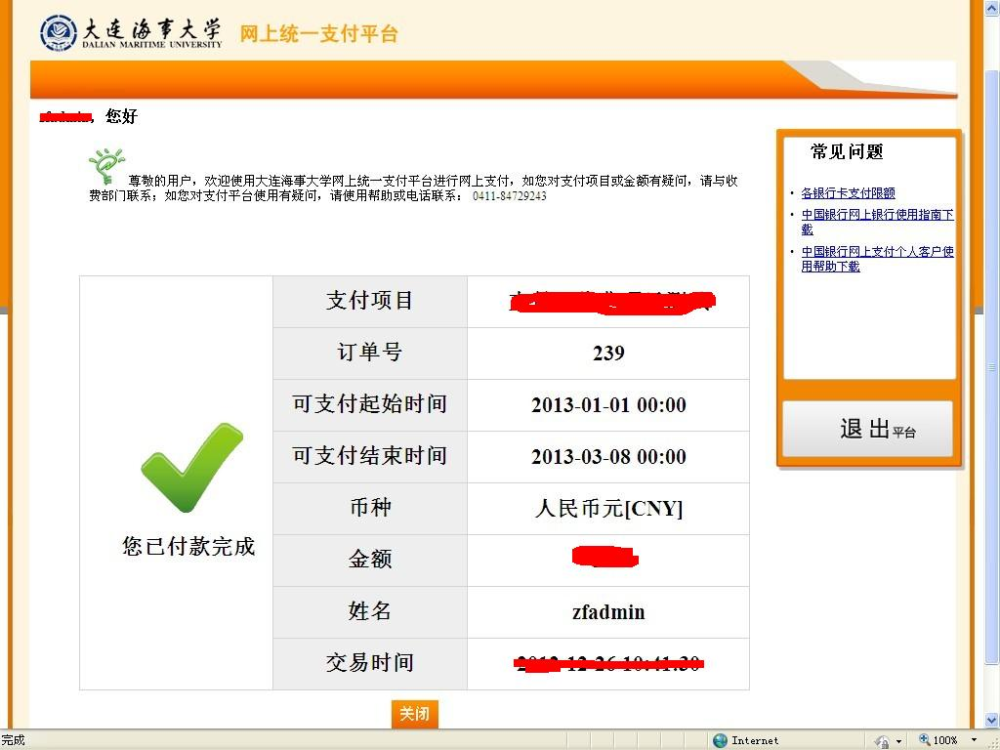 大连海事大学
DALIAN MARITIME UNIVERSITY
网上统一支付平台
，您好
尊敬的用户，欢迎使用大连海事大学网上统一支付平台进行网上支付，如您对支付项目或金额有疑问，请与收
费部门联系；如您对支付平台使用有疑问，请使用帮助或电话联系： 0411-84729243
常见问题
各银行卡支付限额
中国银行网上银行使用指南下
载
中国银行网上支付个人客户使
用帮助下载
退出平台
您已付款完成
支付项目
订单号 239
可支付起始时间 2013-01-01 00:00
可支付结束时间 2013-03-08 00:00
币种 人民币元[CNY]
金额
姓名 zfadmin
交易时间
关闭
完成 Internet 100%